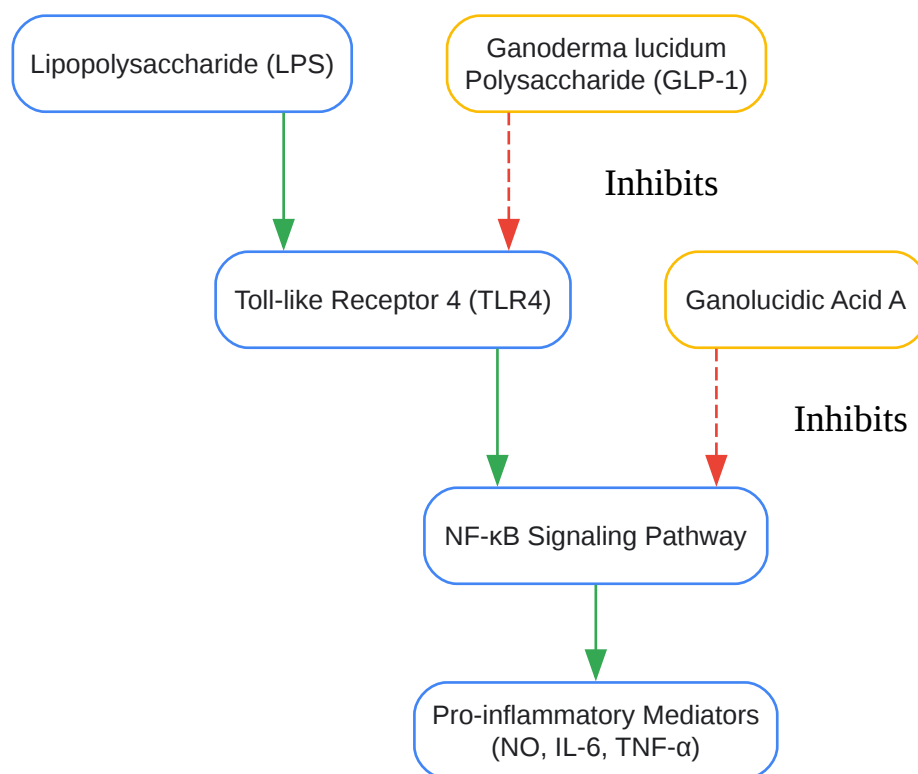 Lipopolysaccharide (LPS)
Ganoderma lucidum
Polysaccharide (GLP-1)
Inhibits
Toll-like Receptor 4 (TLR4)
Ganolucidic Acid A
Inhibits
NF-κB Signaling Pathway
Pro-inflammatory Mediators
(NO, IL-6, TNF-α)